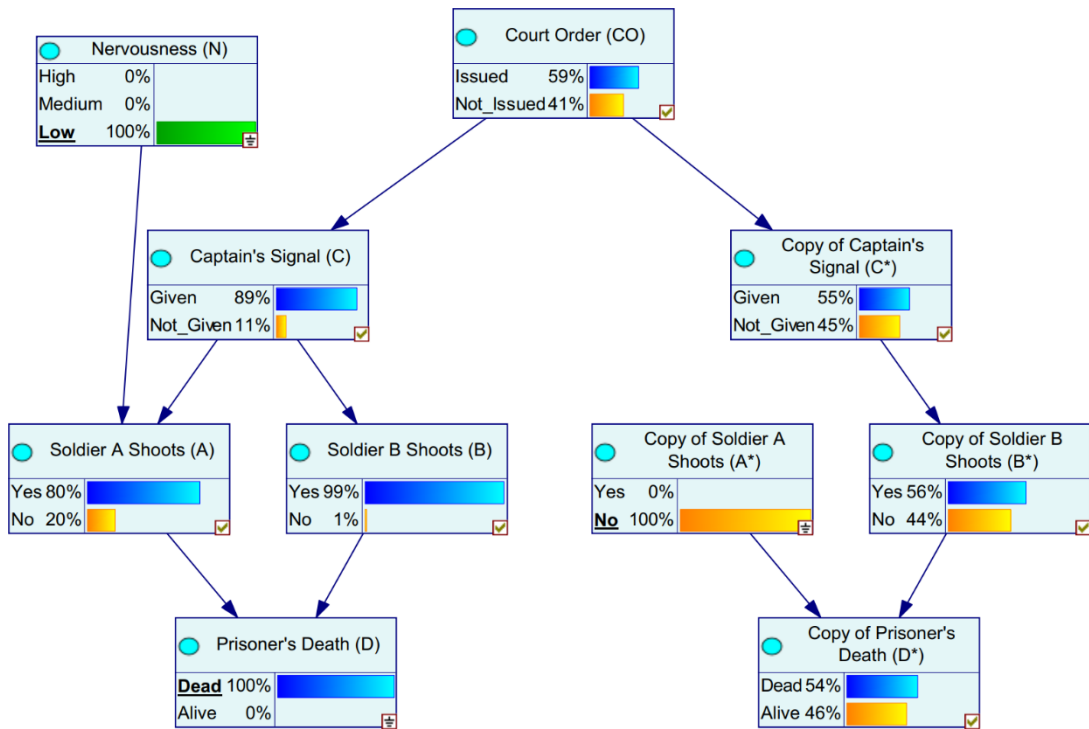 Nervousness (N)
High 0%
Medium 0%
Low 100%
Court Order (CO)
Issued 59%
Not_Issued 41%
Captain's Signal (C)
Given 89%
Not_Given 11%
Copy of Captain's
Signal (C*)
Given 55%
Not_Given 45%
Soldier A Shoots (A)
Yes 80%
No 20%
Soldier B Shoots (B)
Yes 99%
No 1%
Copy of Soldier A
Shoots (A*)
Yes 0%
No 100%
Copy of Soldier B
Shoots (B*)
Yes 56%
No 44%
Prisoner's Death (D)
Dead 100%
Alive 0%
Copy of Prisoner's
Death (D*)
Dead 54%
Alive 46%